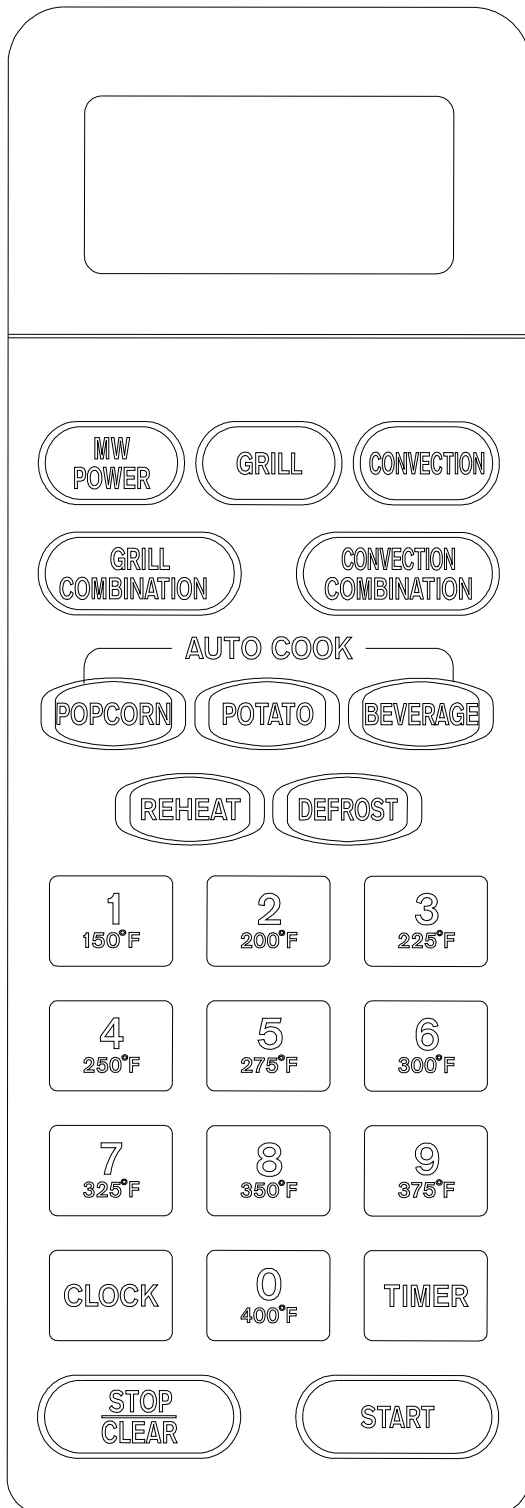 MW
POWER
GRILL
CONVECTION
GRILL
COMBINATION
CONVECTION
COMBINATION
AUTO COOK
POPCORN
POTATO
BEVERAGE
REHEAT
DEFROST
1
150°F
2
200°F
3
225°F
4
250°F
5
275°F
6
300°F
7
325°F
8
350°F
9
375°F
CLOCK
0
400°F
TIMER
STOP
CLEAR
START